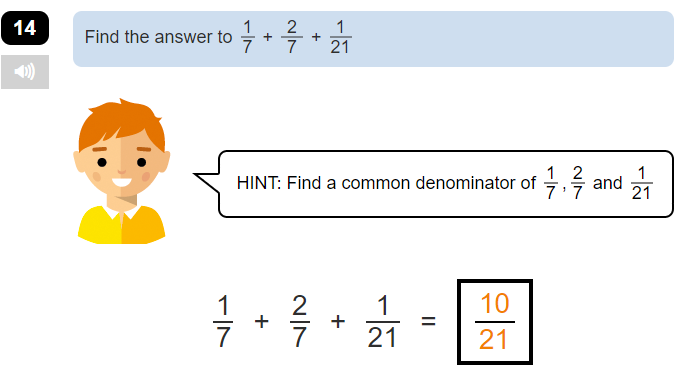 14
Find the answer to 1/7 + 2/7 + 1/21
HINT: Find a common denominator of 1/7, 2/7 and 1/21
1/7 + 2/7 + 1/21 = 10/21